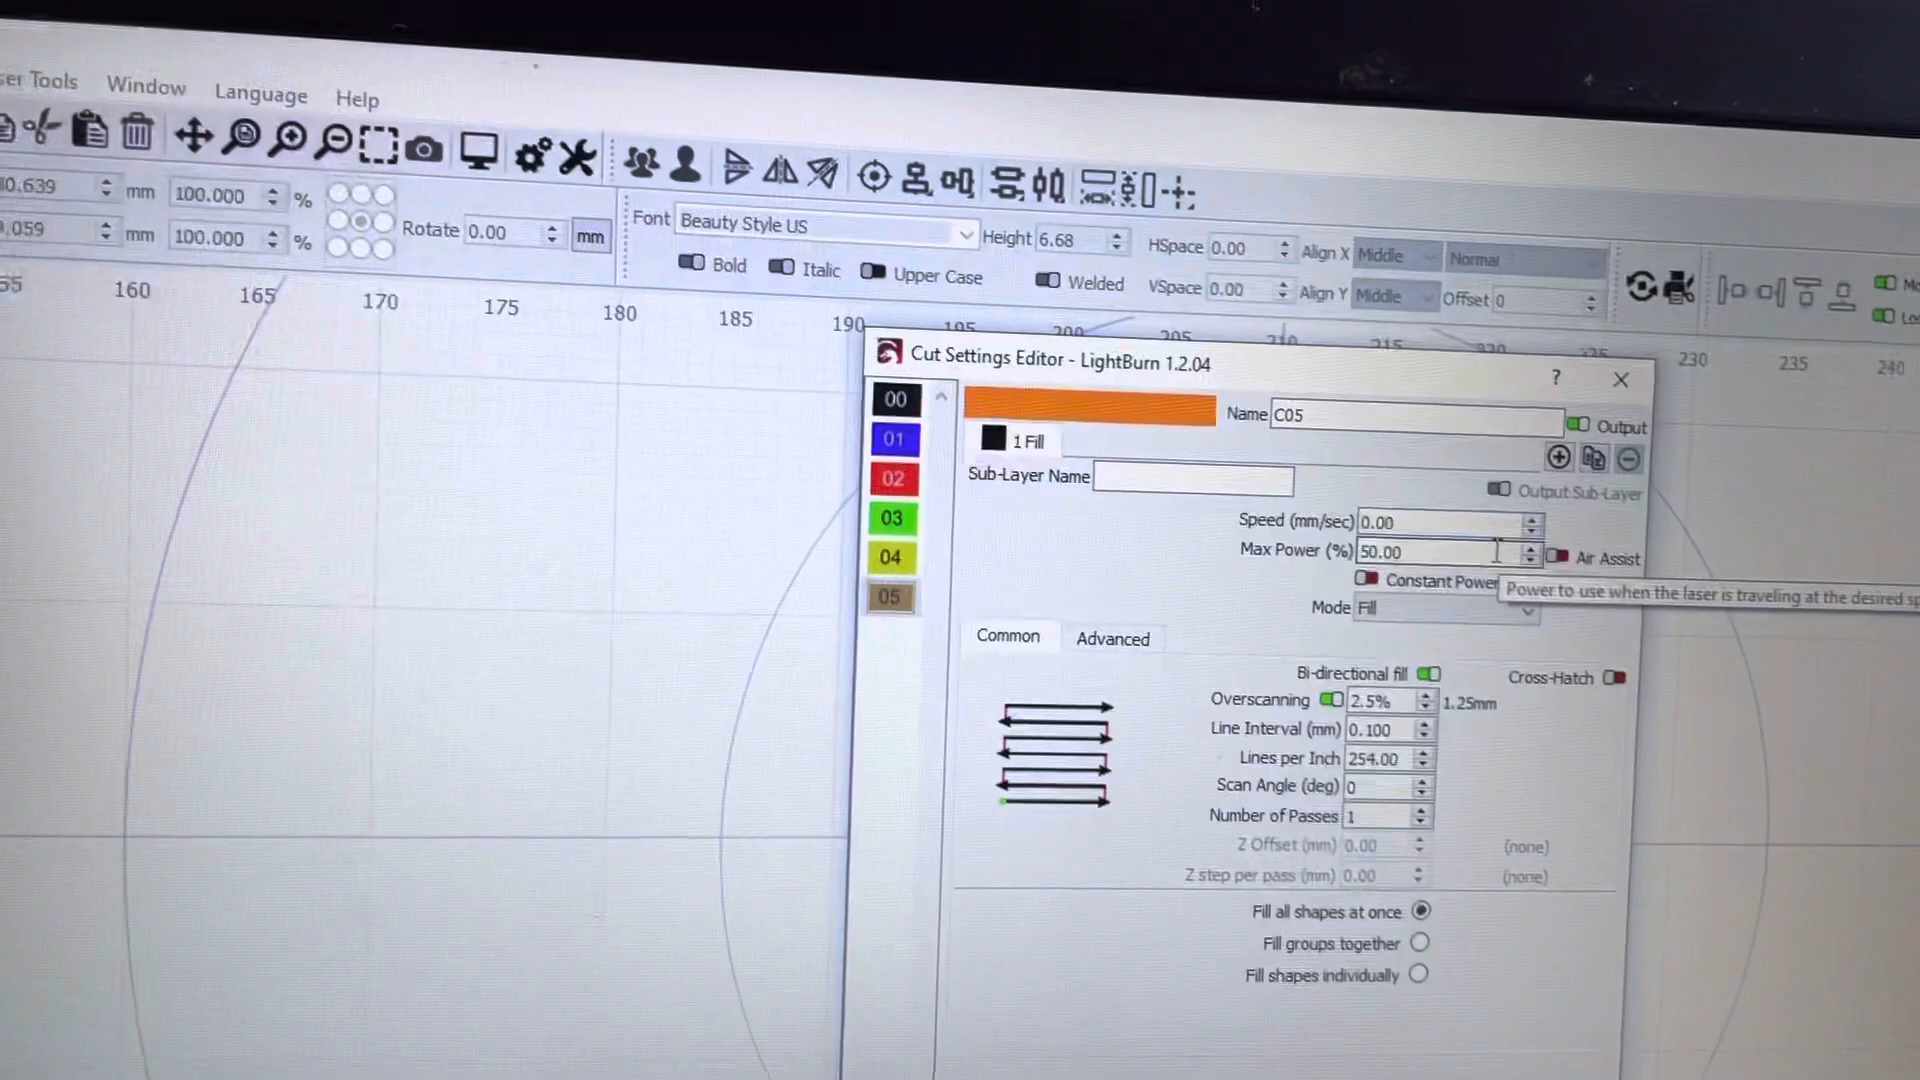 Tools Window Language Help
0.639 mm 100.000 %
.059 mm 100.000 %
Rotate 0.00 mm
Font Beauty Style US Height 6.68 HSpace 0.00 Align X Middle Normal
Bold Italic Upper Case Welded VSpace 0.00 Align Y Middle Offset 0
160 165 170 175 180 185 190 195 200 205 210 215 220 225 230 235 240
Cut Settings Editor - LightBurn 1.2.04 ?
00
01
02
03
04
05
Name C05 Output
1 Fill
Sub-Layer Name
Output Sub-Layer
Speed (mm/sec) 0.00
Max Power (%) 50.00 Air Assist
Constant Power
Power to use when the laser is traveling at the desired sp
Mode Fill
Common Advanced
Bi-directional fill Cross-Hatch
Overscanning 2.5% 1.25mm
Line Interval (mm) 0.100
Lines per Inch 254.00
Scan Angle (deg) 0
Number of Passes 1
Z Offset (mm) 0.00 (none)
Z step per pass (mm) 0.00 (none)
Fill all shapes at once
Fill groups together
Fill shapes individually